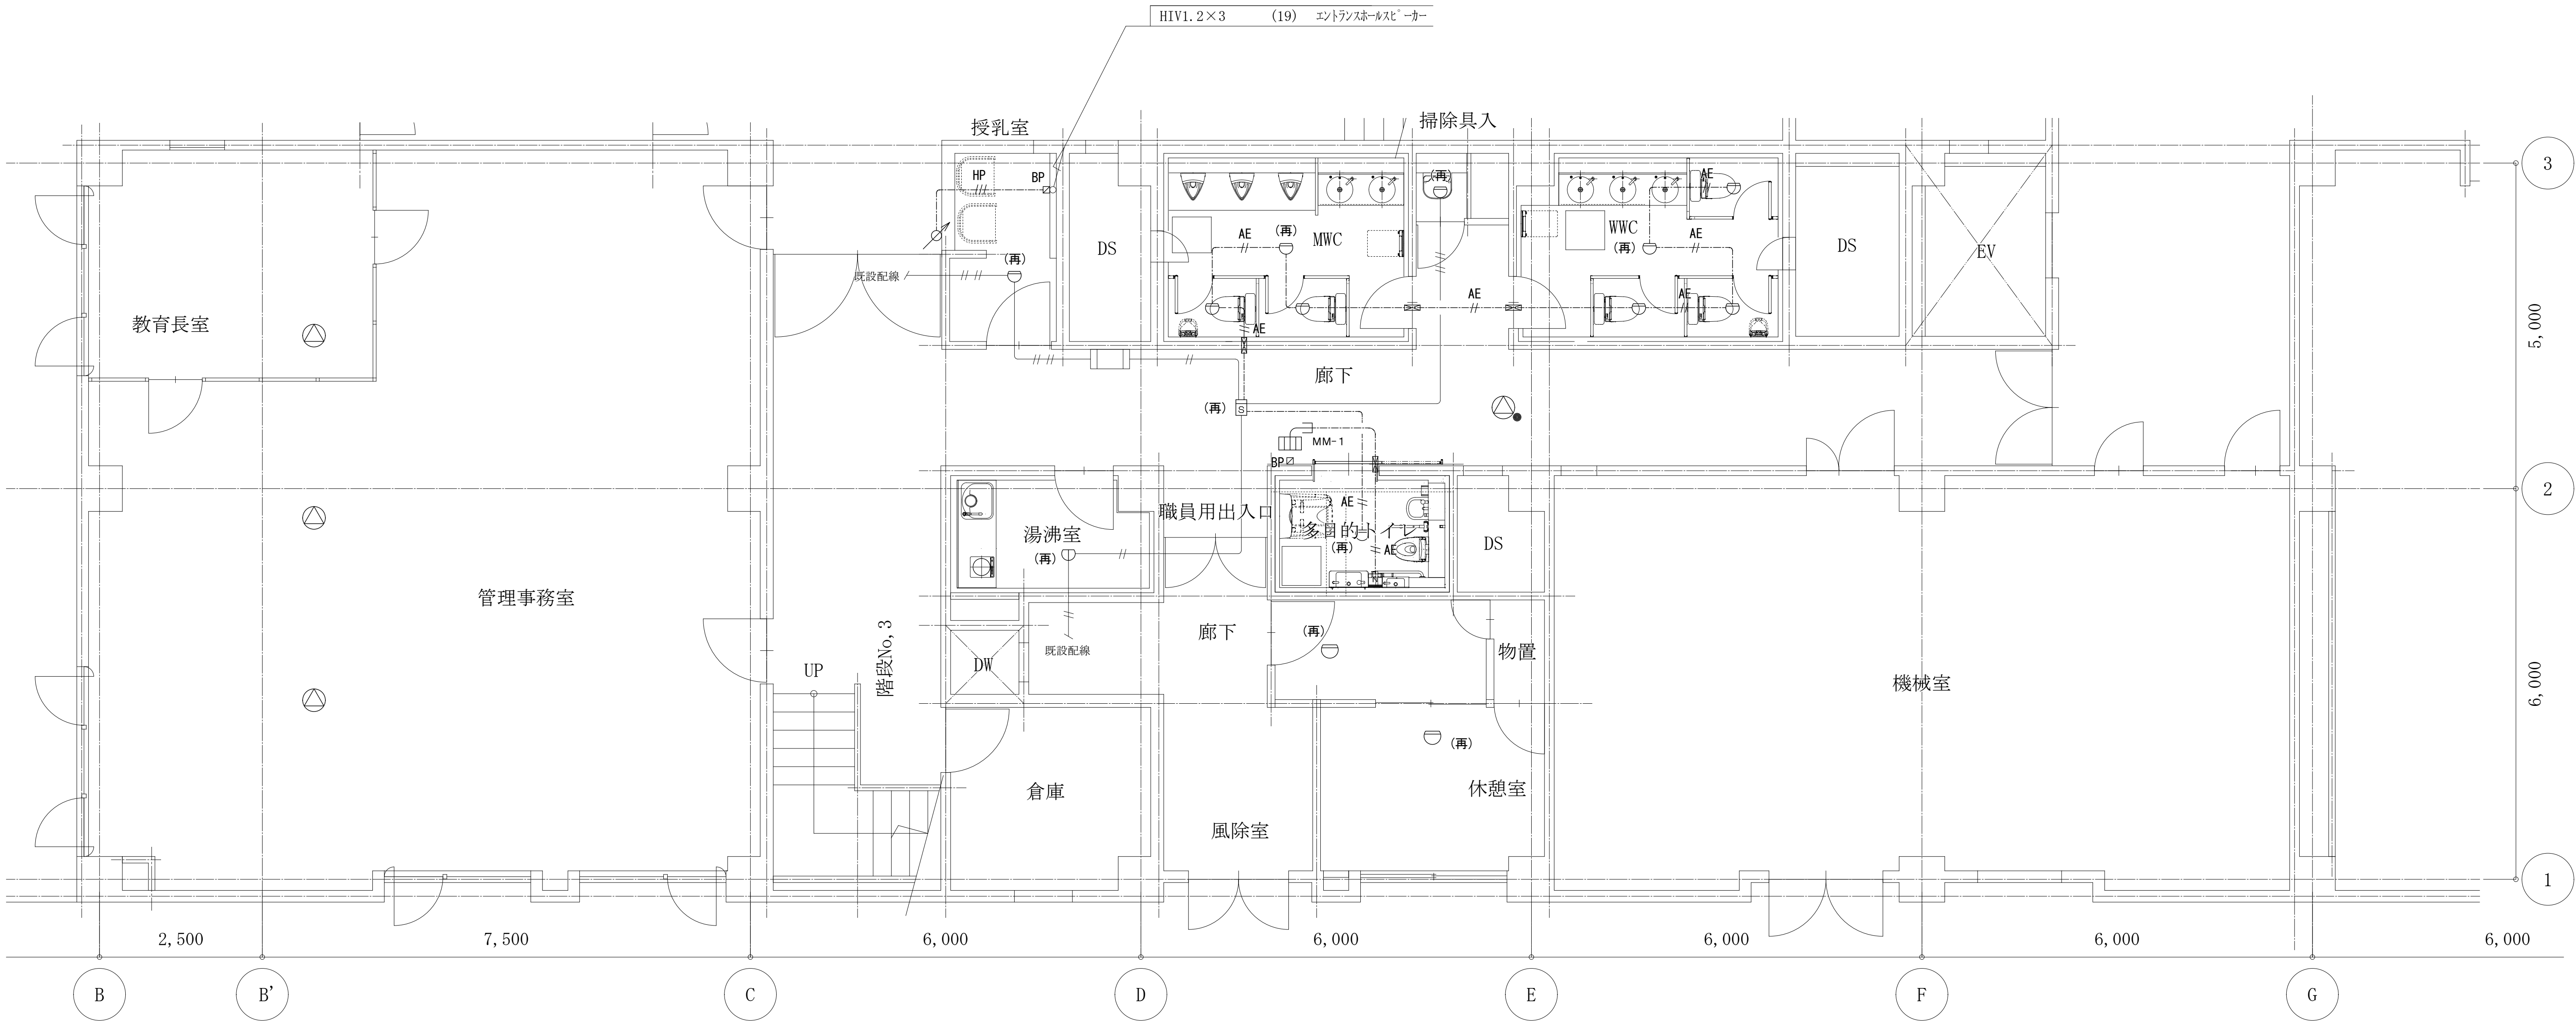 HIV1.2×3 (19) エントランスホールスピーカー
授乳室
掃除具入
3
HP
BP
(再)
AE
DS
AE
(再)
MWC
WWC
(再)
AE
DS
EV
(再)
既設配線
AE
AE
AE
教育長室
5,000
廊下
(再)
S
MM-1
BP
2
AE
職員用出入口
多目的トイレ
湯沸室
(再)
(再)
AE
DS
管理事務室
廊下
(再)
物置
既設配線
階段No,3
UP
DW
機械室
6,000
(再)
休憩室
倉庫
風除室
1
2,500
7,500
6,000
6,000
6,000
6,000
6,000
B
B'
C
D
E
F
G